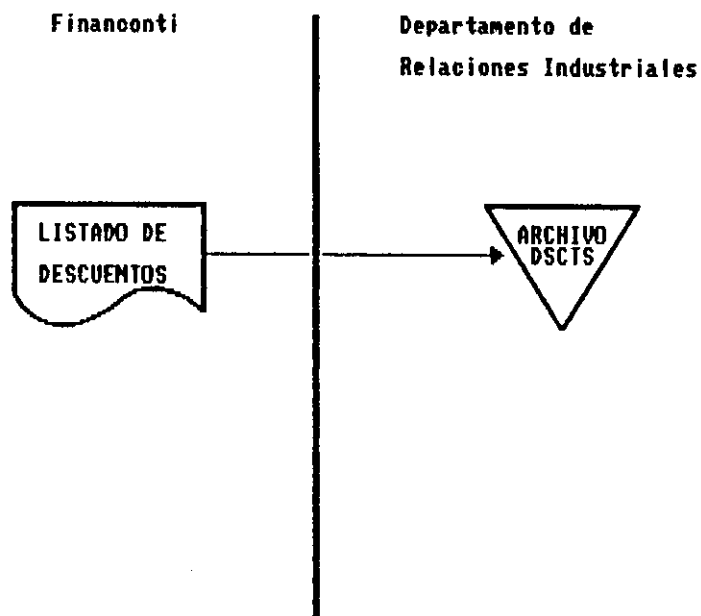 Financonti
Departamento de
Relaciones Industriales
LISTADO DE
DESCUENTOS
ARCHIVO
DSCTS